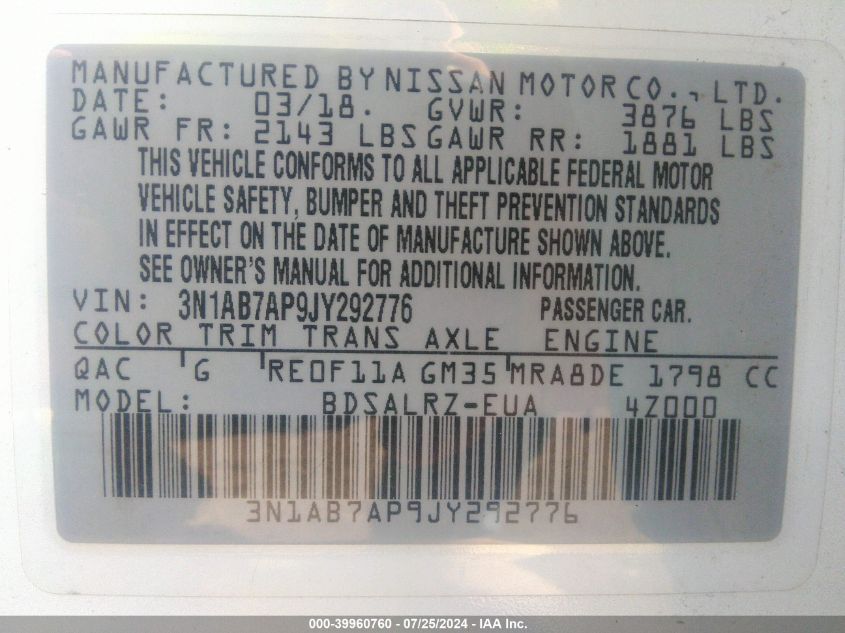 MANUFACTURED BY NISSAN MOTOR CO., LTD.
DATE: 03/18. GVWR: 3876 LBS
GAWR FR: 2143 LBS GAWR RR: 1881 LBS
THIS VEHICLE CONFORMS TO ALL APPLICABLE FEDERAL MOTOR
VEHICLE SAFETY, BUMPER AND THEFT PREVENTION STANDARDS
IN EFFECT ON THE DATE OF MANUFACTURE SHOWN ABOVE.
SEE OWNER'S MANUAL FOR ADDITIONAL INFORMATION.
VIN: 3N1AB7AP9JY292776 PASSENGER CAR.
COLOR TRIM TRANS AXLE ENGINE
QAC G RE0F11A GM35 MRA8DE 1798 CC
MODEL: BDSALRZ-EUA 4Z000
3N1AB7AP9JY292776
000-39960760 - 07/25/2024 - IAA Inc.